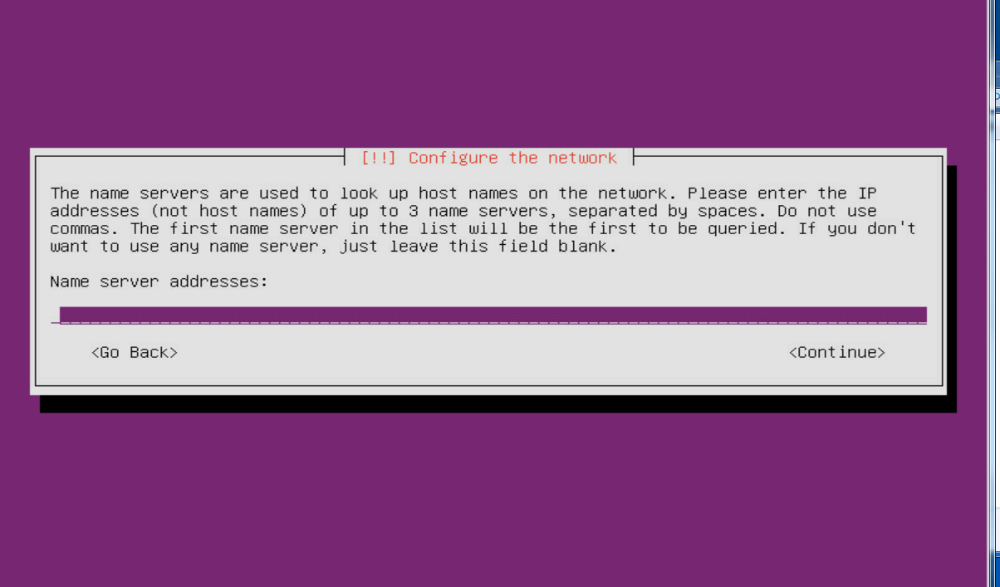 [!!] Configure the network
The name servers are used to look up host names on the network. Please enter the IP
addresses (not host names) of up to 3 name servers, separated by spaces. Do not use
commas. The first name server in the list will be the first to be queried. If you don't
want to use any name server, just leave this field blank.
Name server addresses:
<Go Back> <Continue>